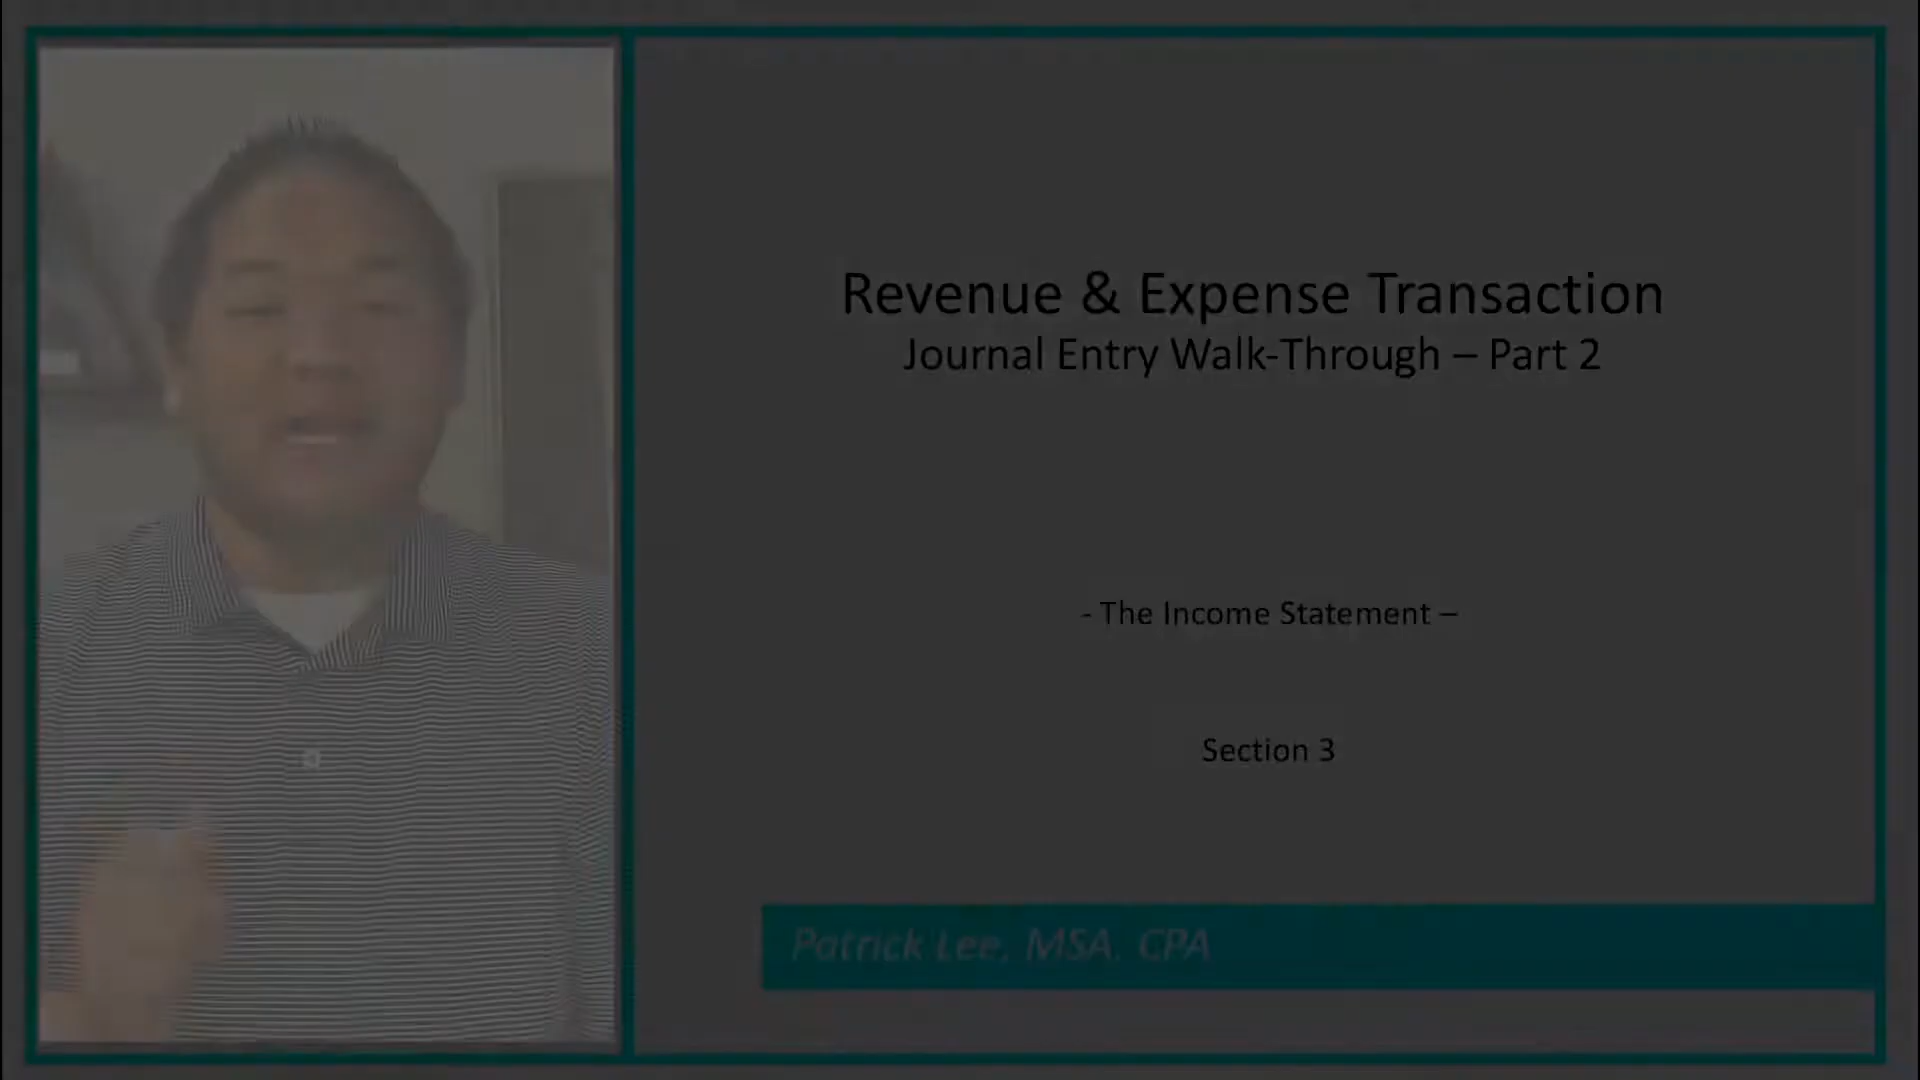 Revenue & Expense Transaction
Journal Entry Walk-Through – Part 2
- The Income Statement –
Section 3
Patrick Lee, MSA, CPA